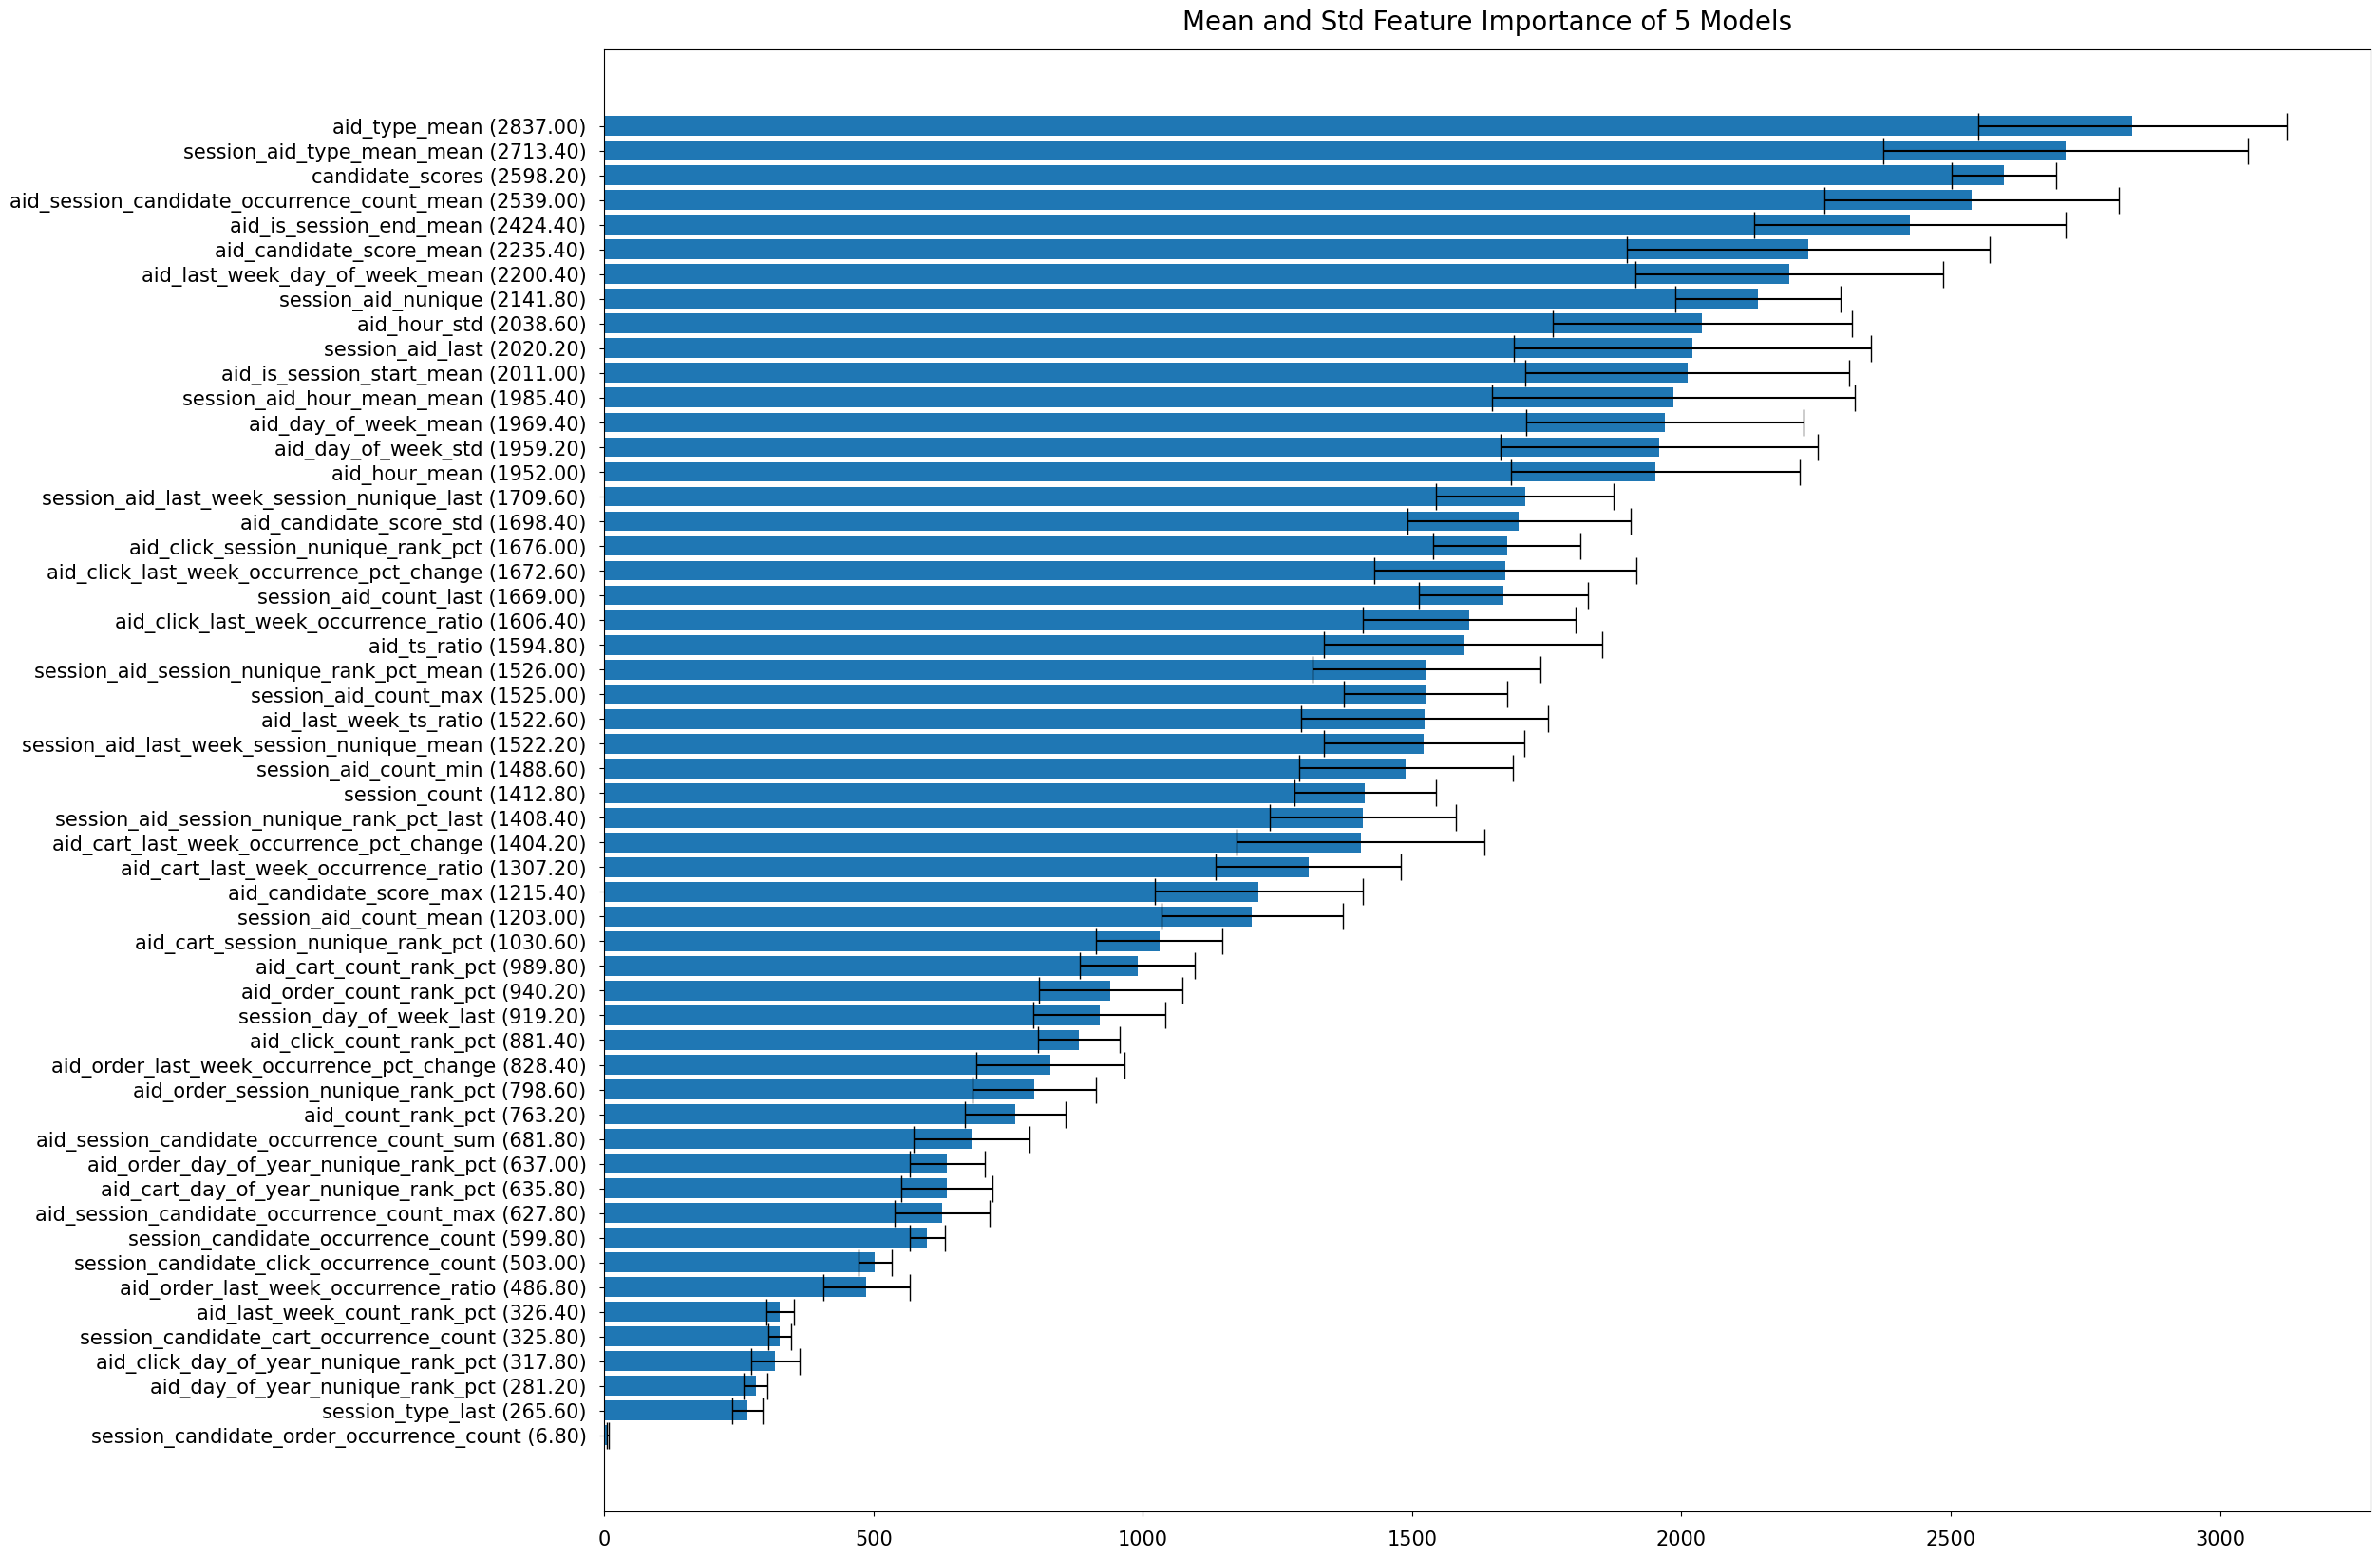 Mean and Std Feature Importance of 5 Models
aid_type_mean (2837.00)
session_aid_type_mean_mean (2713.40)
candidate_scores (2598.20)
aid_session_candidate_occurrence_count_mean (2539.00)
aid_is_session_end_mean (2424.40)
aid_candidate_score_mean (2235.40)
aid_last_week_day_of_week_mean (2200.40)
session_aid_nunique (2141.80)
aid_hour_std (2038.60)
session_aid_last (2020.20)
aid_is_session_start_mean (2011.00)
session_aid_hour_mean_mean (1985.40)
aid_day_of_week_mean (1969.40)
aid_day_of_week_std (1959.20)
aid_hour_mean (1952.00)
session_aid_last_week_session_nunique_last (1709.60)
aid_candidate_score_std (1698.40)
aid_click_session_nunique_rank_pct (1676.00)
aid_click_last_week_occurrence_pct_change (1672.60)
session_aid_count_last (1669.00)
aid_click_last_week_occurrence_ratio (1606.40)
aid_ts_ratio (1594.80)
session_aid_session_nunique_rank_pct_mean (1526.00)
session_aid_count_max (1525.00)
aid_last_week_ts_ratio (1522.60)
session_aid_last_week_session_nunique_mean (1522.20)
session_aid_count_min (1488.60)
session_count (1412.80)
session_aid_session_nunique_rank_pct_last (1408.40)
aid_cart_last_week_occurrence_pct_change (1404.20)
aid_cart_last_week_occurrence_ratio (1307.20)
aid_candidate_score_max (1215.40)
session_aid_count_mean (1203.00)
aid_cart_session_nunique_rank_pct (1030.60)
aid_cart_count_rank_pct (989.80)
aid_order_count_rank_pct (940.20)
session_day_of_week_last (919.20)
aid_click_count_rank_pct (881.40)
aid_order_last_week_occurrence_pct_change (828.40)
aid_order_session_nunique_rank_pct (798.60)
aid_count_rank_pct (763.20)
aid_session_candidate_occurrence_count_sum (681.80)
aid_order_day_of_year_nunique_rank_pct (637.00)
aid_cart_day_of_year_nunique_rank_pct (635.80)
aid_session_candidate_occurrence_count_max (627.80)
session_candidate_occurrence_count (599.80)
session_candidate_click_occurrence_count (503.00)
aid_order_last_week_occurrence_ratio (486.80)
aid_last_week_count_rank_pct (326.40)
session_candidate_cart_occurrence_count (325.80)
aid_click_day_of_year_nunique_rank_pct (317.80)
aid_day_of_year_nunique_rank_pct (281.20)
session_type_last (265.60)
session_candidate_order_occurrence_count (6.80)
0 500 1000 1500 2000 2500 3000